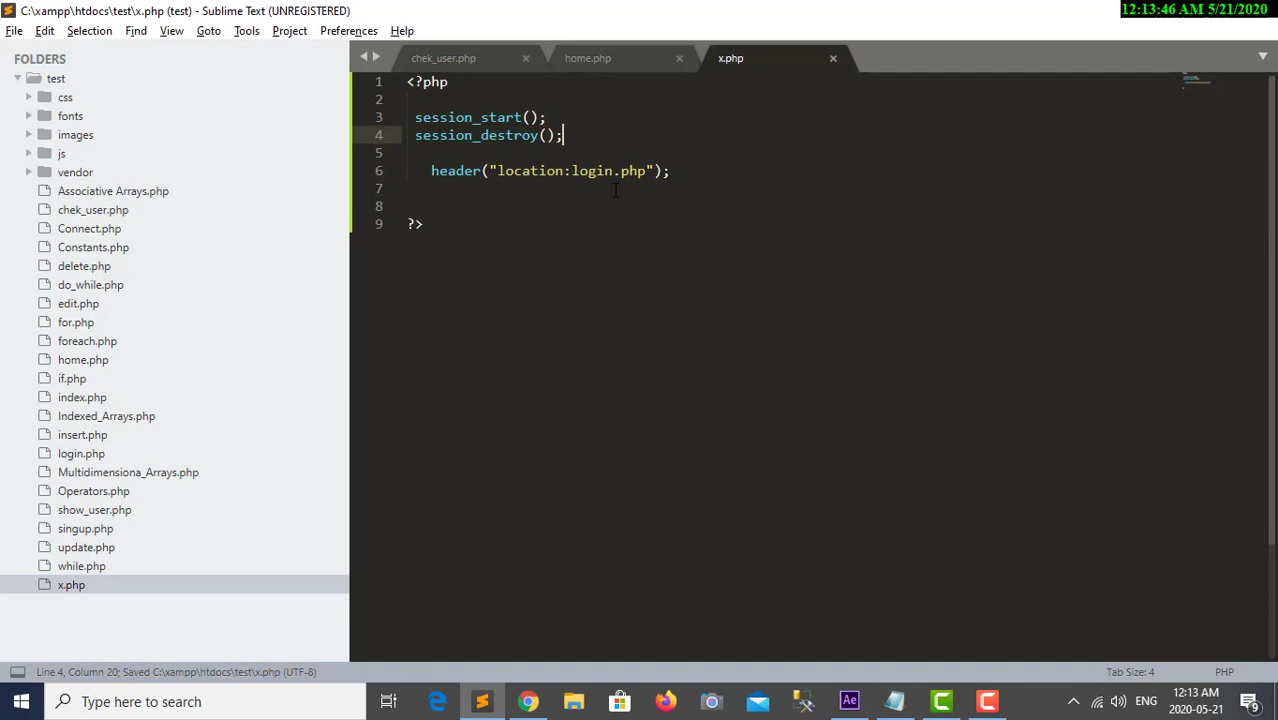 C:\xampp\htdocs\test\x.php (test) - Sublime Text (UNREGISTERED)
12:13:46 AM 5/21/2020
File Edit Selection Find View Goto Tools Project Preferences Help
FOLDERS
test
css
fonts
images
js
vendor
Associative Arrays.php
chek_user.php
Connect.php
Constants.php
delete.php
do_while.php
edit.php
for.php
foreach.php
home.php
if.php
index.php
Indexed_Arrays.php
insert.php
login.php
Multidimensiona_Arrays.php
Operators.php
show_user.php
singup.php
update.php
while.php
x.php
chek_user.php home.php x.php
1 <?php
2
3 session_start();
4 session_destroy();
5
6 header("location:login.php");
7
8
9 ?>
Line 4, Column 20; Saved C:\xampp\htdocs\test\x.php (UTF-8) Tab Size: 4 PHP
Type here to search
Ae
ENG
12:13 AM
2020-05-21
9